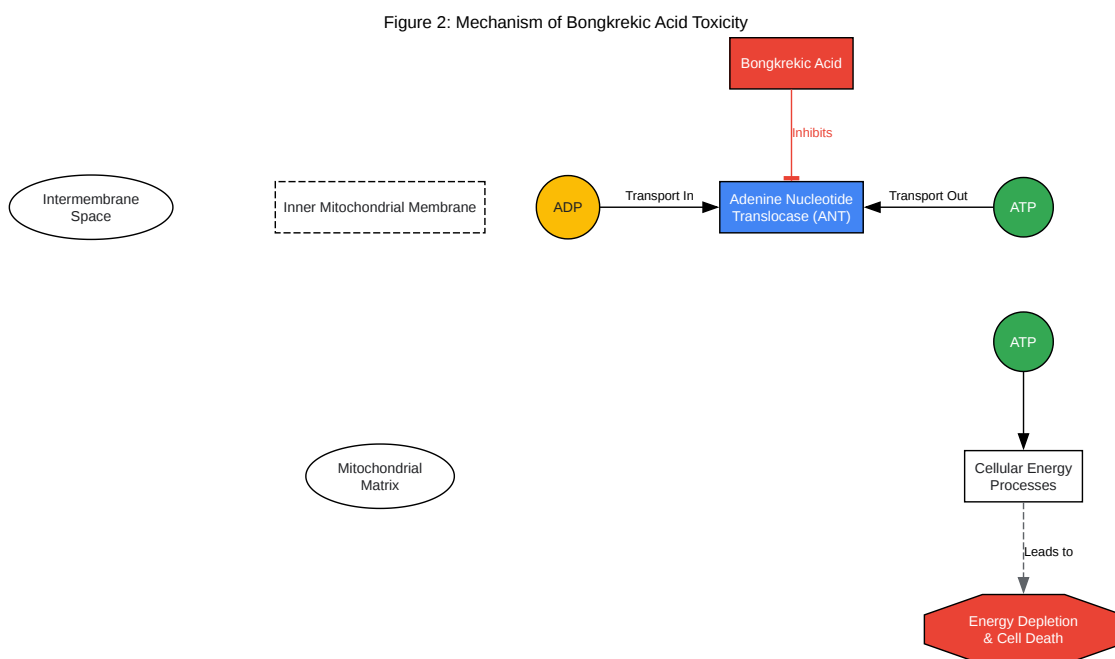 Figure 2: Mechanism of Bongkrekic Acid Toxicity
Bongkrekic Acid
Inhibits
Intermembrane
Space
Inner Mitochondrial Membrane
ADP
Transport In
Adenine Nucleotide
Translocase (ANT)
Transport Out
ATP
ATP
Mitochondrial
Matrix
Cellular Energy
Processes
Leads to
Energy Depletion
& Cell Death